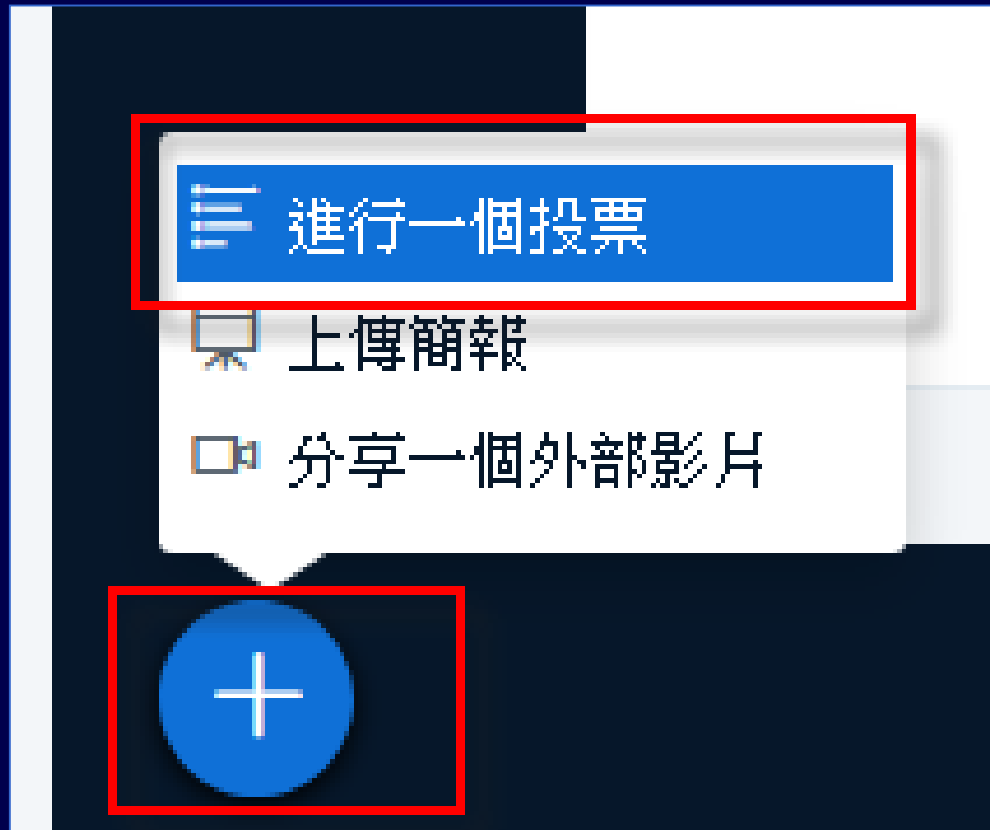 進行一個投票
上傳簡報
分享一個外部影片